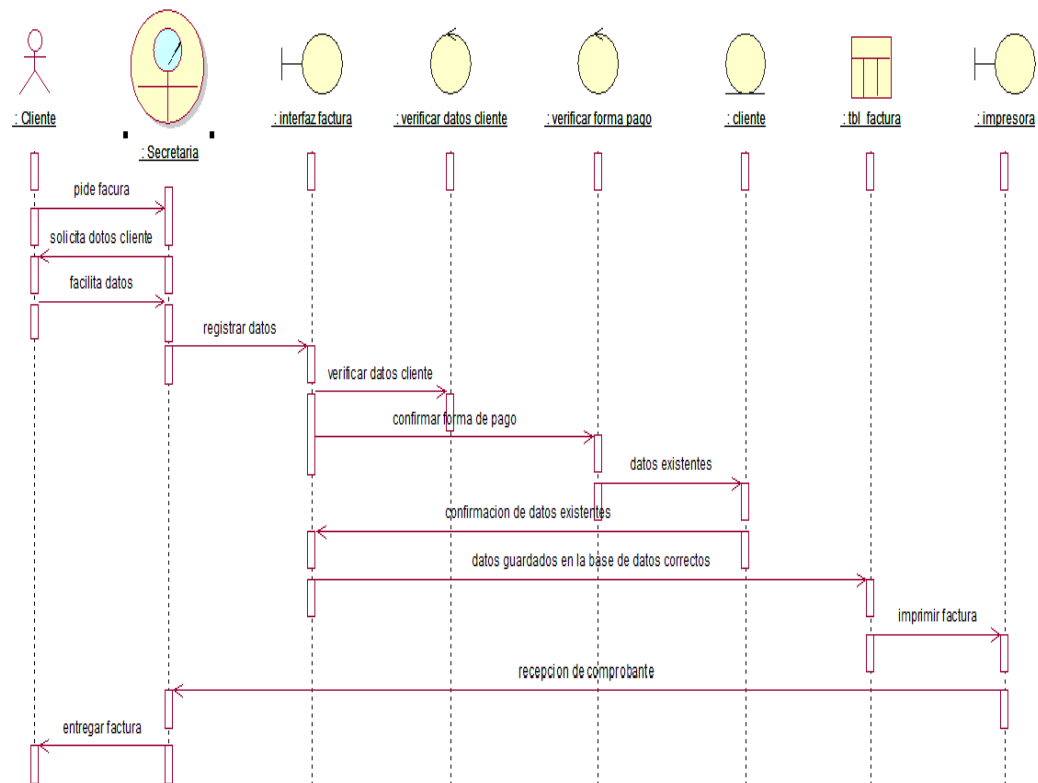 : Cliente
: Secretaria
: interfaz factura
: verificar datos cliente
: verificar forma pago
: cliente
: tbl_factura
: impresora
pide facura
solicita dotos cliente
facilita datos
registrar datos
verificar datos cliente
confirmar forma de pago
datos existentes
confirmacion de datos existentes
datos guardados en la base de datos correctos
imprimir factura
recepcion de comprobante
entregar factura